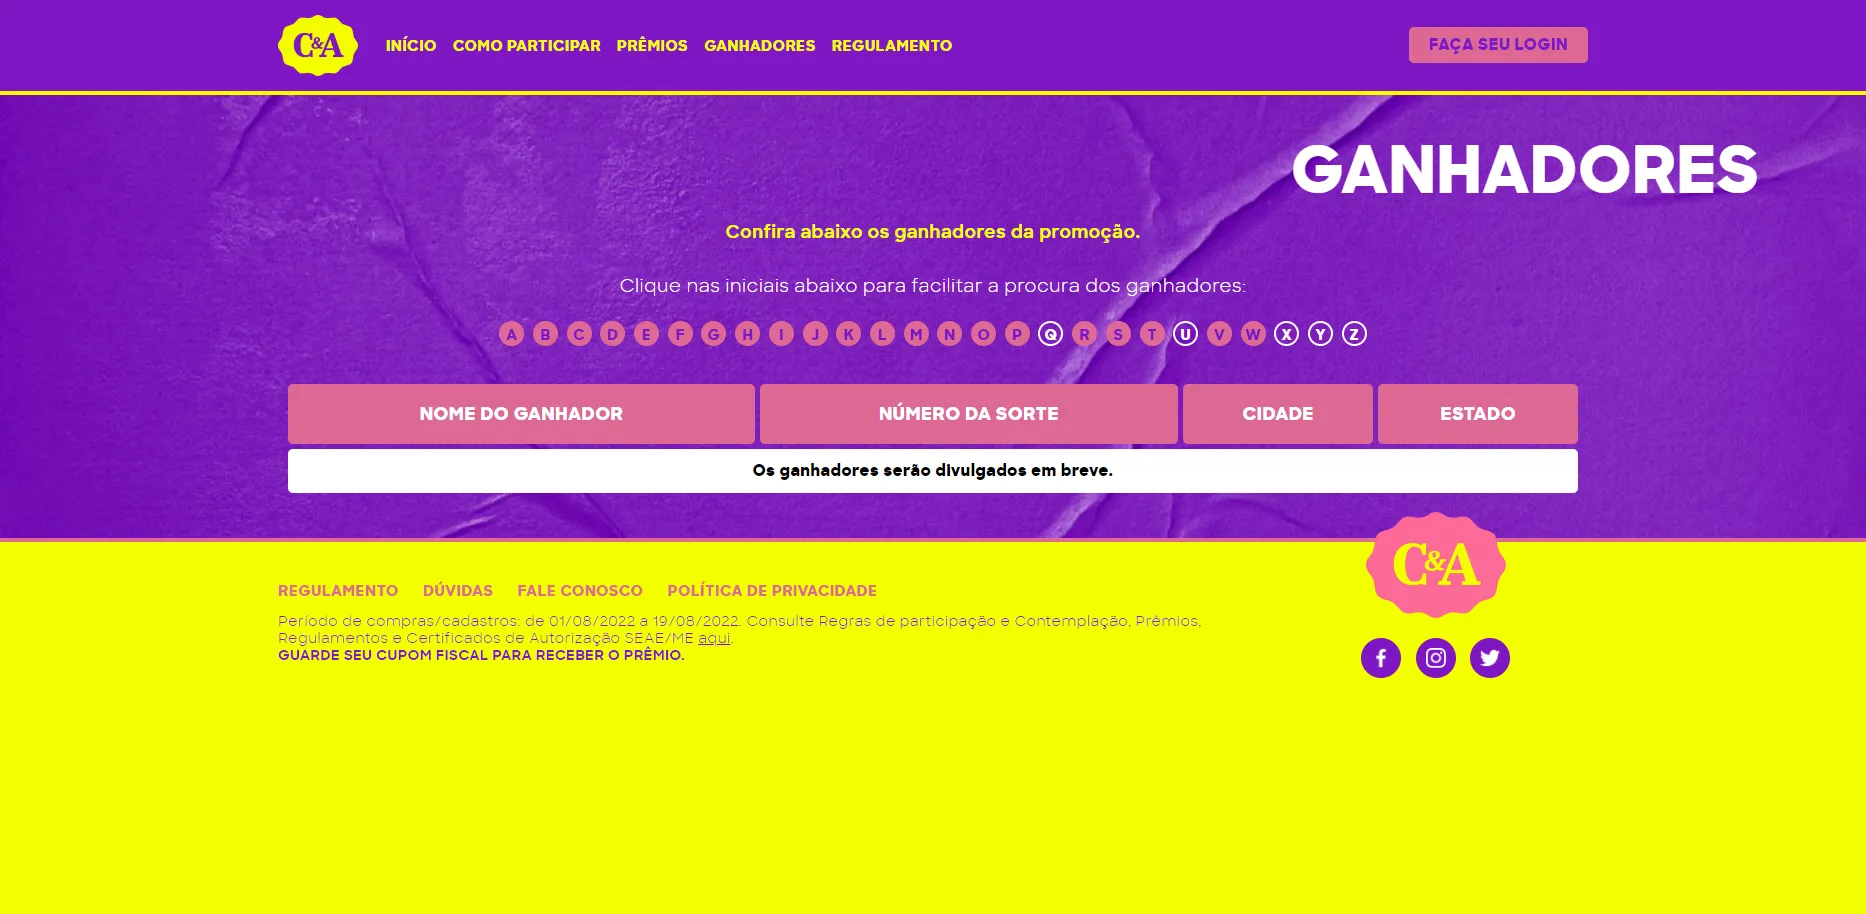 C&A
INÍCIO COMO PARTICIPAR PRÊMIOS GANHADORES REGULAMENTO
FAÇA SEU LOGIN
GANHADORES
Confira abaixo os ganhadores da promoção.
Clique nas iniciais abaixo para facilitar a procura dos ganhadores:
A B C D E F G H I J K L M N O P Q R S T U V W X Y Z
NOME DO GANHADOR NÚMERO DA SORTE CIDADE ESTADO
Os ganhadores serão divulgados em breve.
C&A
REGULAMENTO DÚVIDAS FALE CONOSCO POLÍTICA DE PRIVACIDADE
Período de compras/cadastros: de 01/08/2022 a 19/08/2022. Consulte Regras de participação e Contemplação, Prêmios,
Regulamentos e Certificados de Autorização SEAE/ME aqui.
GUARDE SEU CUPOM FISCAL PARA RECEBER O PRÊMIO.